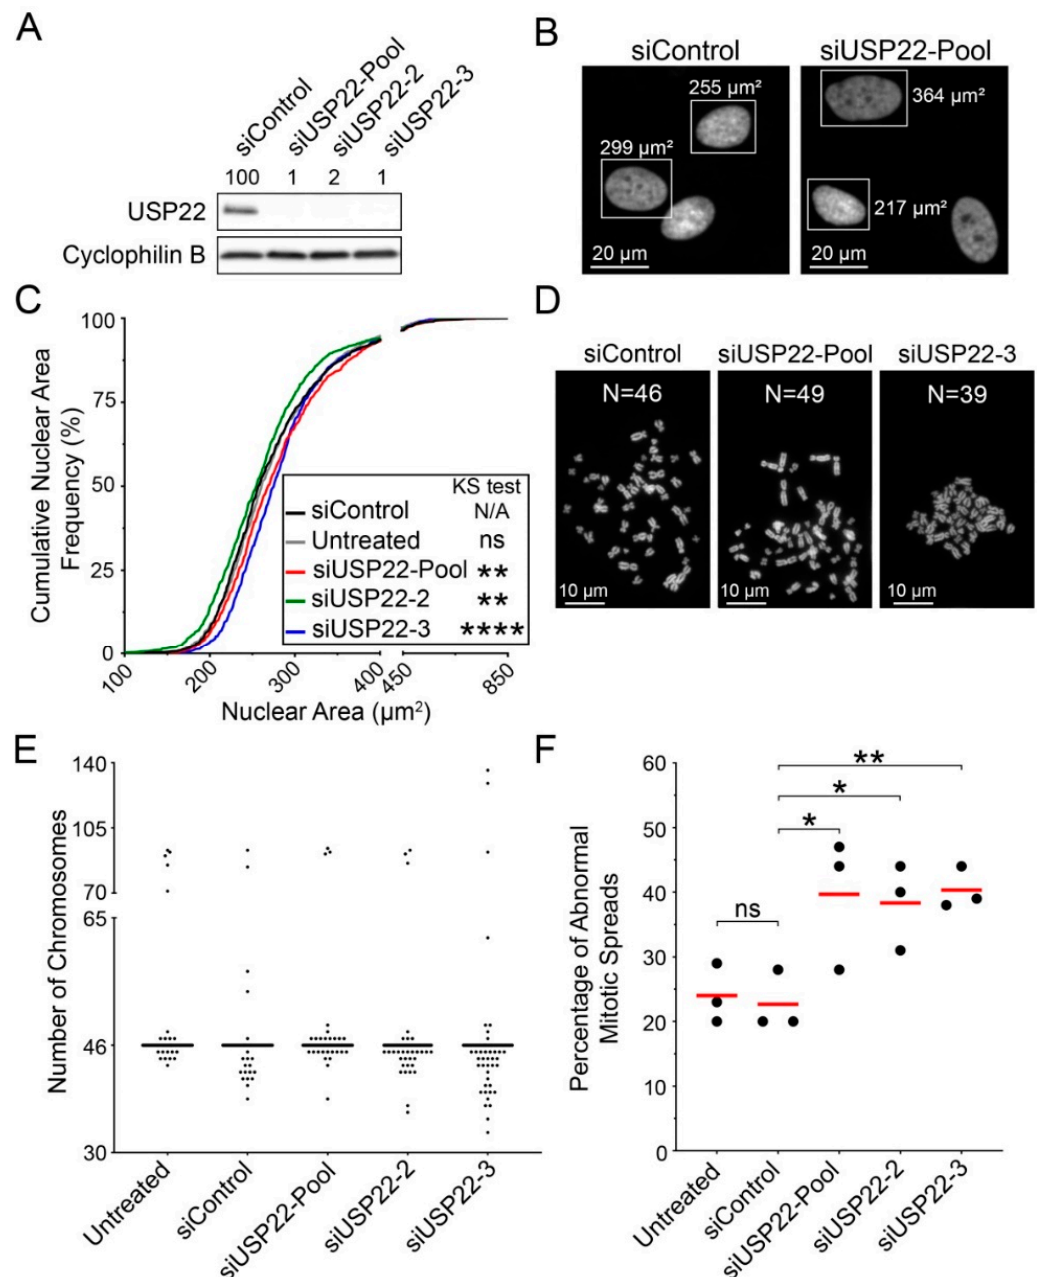 A
siControl
siUSP22-Pool
siUSP22-2
siUSP22-3
100 1 2 1
USP22
Cyclophilin B
B
siControl
siUSP22-Pool
255 µm²
299 µm²
20 µm
364 µm²
217 µm²
20 µm
C
Cumulative Nuclear Area
Frequency (%)
100
75
50
25
0
KS test
siControl N/A
Untreated ns
siUSP22-Pool **
siUSP22-2 **
siUSP22-3 ****
100 200 300 400 450 850
Nuclear Area (µm²)
D
siControl siUSP22-Pool siUSP22-3
N=46 N=49 N=39
10 µm 10 µm 10 µm
E
Number of Chromosomes
140
105
70
65
46
30
Untreated
siControl
siUSP22-Pool
siUSP22-2
siUSP22-3
F
Percentage of Abnormal
Mitotic Spreads
60
50
40
30
20
10
0
**
*
*
ns
Untreated
siControl
siUSP22-Pool
siUSP22-2
siUSP22-3